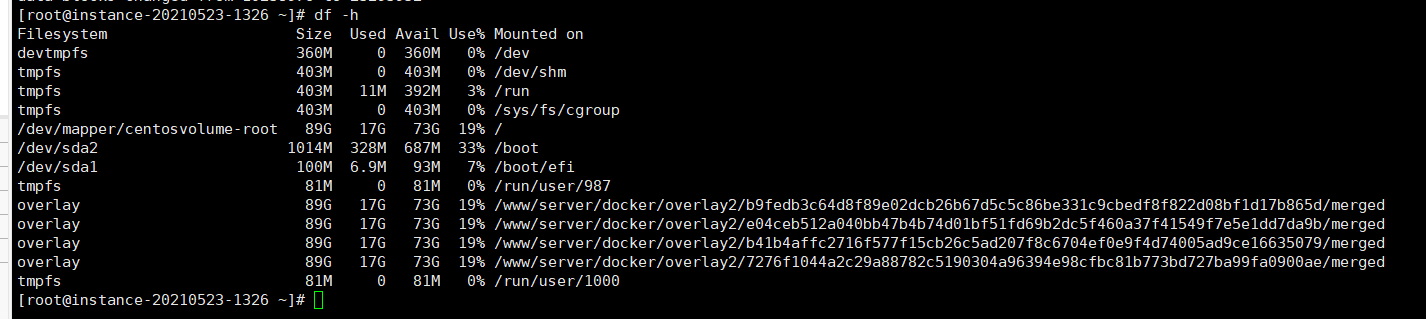 [root@instance-20210523-1326 ~]# df -h
Filesystem Size Used Avail Use% Mounted on
devtmpfs 360M 0 360M 0% /dev
tmpfs 403M 0 403M 0% /dev/shm
tmpfs 403M 11M 392M 3% /run
tmpfs 403M 0 403M 0% /sys/fs/cgroup
/dev/mapper/centosvolume-root 89G 17G 73G 19% /
/dev/sda2 1014M 328M 687M 33% /boot
/dev/sda1 100M 6.9M 93M 7% /boot/efi
tmpfs 81M 0 81M 0% /run/user/987
overlay 89G 17G 73G 19% /www/server/docker/overlay2/b9fedb3c64d8f89e02dcb26b67d5c5c86be331c9cbedf8f822d08bf1d17b865d/merged
overlay 89G 17G 73G 19% /www/server/docker/overlay2/e04ceb512a040bb47b4b74d01bf51fd69b2dc5f460a37f41549f7e5e1dd7da9b/merged
overlay 89G 17G 73G 19% /www/server/docker/overlay2/b41b4affc2716f577f15cb26c5ad207f8c6704ef0e9f4d74005ad9ce16635079/merged
overlay 89G 17G 73G 19% /www/server/docker/overlay2/7276f1044a2c29a88782c5190304a96394e98cfbc81b773bd727ba99fa0900ae/merged
tmpfs 81M 0 81M 0% /run/user/1000
[root@instance-20210523-1326 ~]#